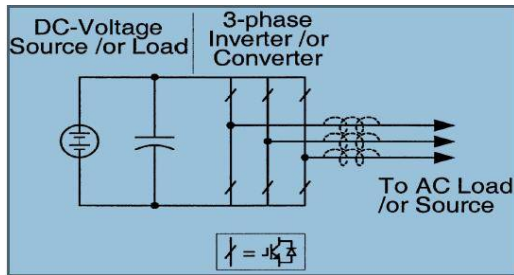 DC-Voltage
Source /or Load
3-phase
Inverter /or
Converter
To AC Load
/or Source
=